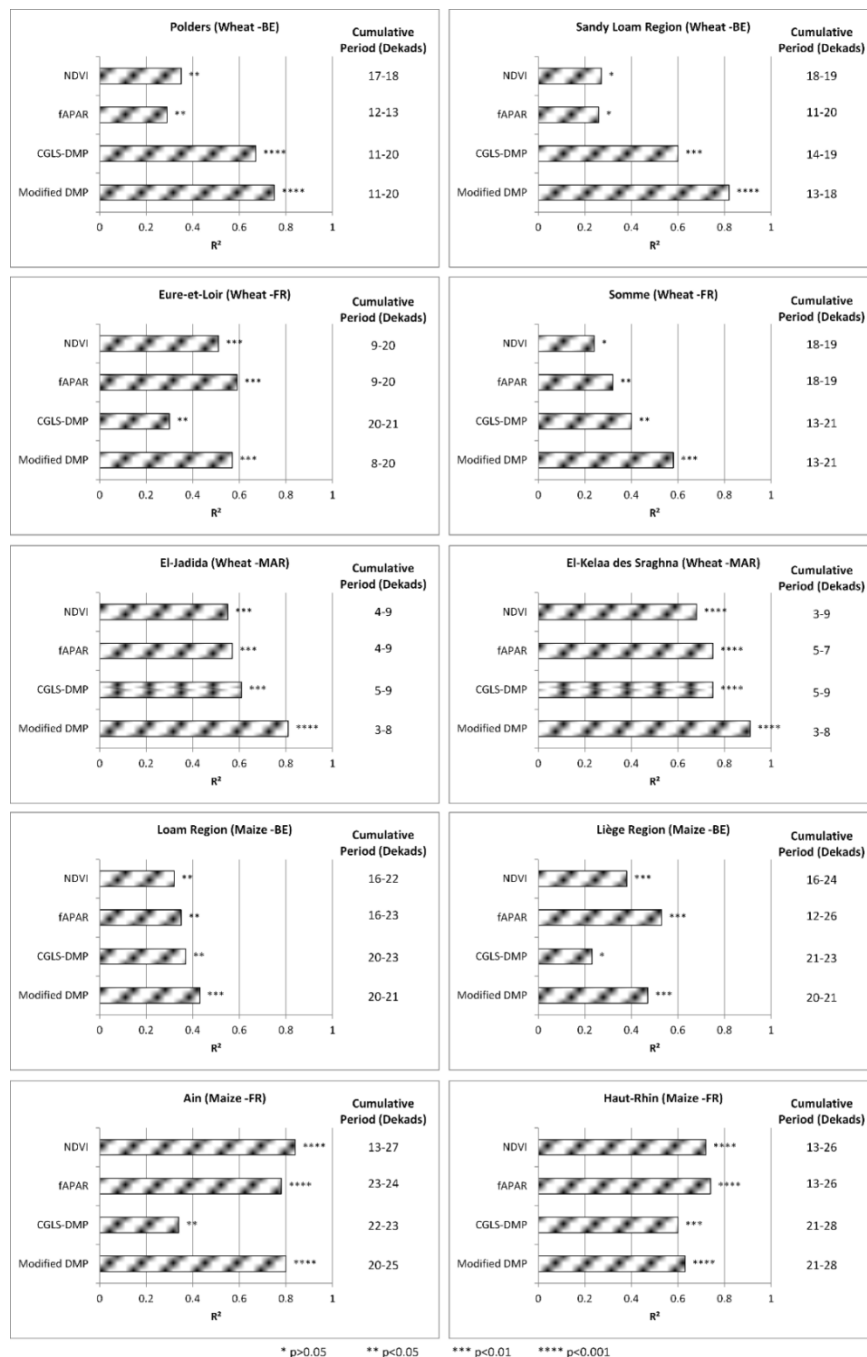 Polders (Wheat -BE)
Cumulative
Period (Dekads)
NDVI ** 17-18
fAPAR ** 12-13
CGLS-DMP **** 11-20
Modified DMP **** 11-20
0 0.2 0.4 0.6 0.8 1
R²
Sandy Loam Region (Wheat -BE)
Cumulative
Period (Dekads)
NDVI * 18-19
fAPAR * 11-20
CGLS-DMP *** 14-19
Modified DMP **** 13-18
0 0.2 0.4 0.6 0.8 1
R²
Eure-et-Loir (Wheat -FR)
Cumulative
Period (Dekads)
NDVI *** 9-20
fAPAR *** 9-20
CGLS-DMP ** 20-21
Modified DMP *** 8-20
0 0.2 0.4 0.6 0.8 1
R²
Somme (Wheat -FR)
Cumulative
Period (Dekads)
NDVI * 18-19
fAPAR ** 18-19
CGLS-DMP ** 13-21
Modified DMP *** 13-21
0 0.2 0.4 0.6 0.8 1
R²
El-Jadida (Wheat -MAR)
Cumulative
Period (Dekads)
NDVI *** 4-9
fAPAR *** 4-9
CGLS-DMP *** 5-9
Modified DMP **** 3-8
0 0.2 0.4 0.6 0.8 1
R²
El-Kelaa des Sraghna (Wheat -MAR)
Cumulative
Period (Dekads)
NDVI **** 3-9
fAPAR **** 5-7
CGLS-DMP **** 5-9
Modified DMP **** 3-8
0 0.2 0.4 0.6 0.8 1
R²
Loam Region (Maize -BE)
Cumulative
Period (Dekads)
NDVI ** 16-22
fAPAR ** 16-23
CGLS-DMP ** 20-23
Modified DMP *** 20-21
0 0.2 0.4 0.6 0.8 1
R²
Liège Region (Maize -BE)
Cumulative
Period (Dekads)
NDVI *** 16-24
fAPAR *** 12-26
CGLS-DMP * 21-23
Modified DMP *** 20-21
0 0.2 0.4 0.6 0.8 1
R²
Ain (Maize -FR)
Cumulative
Period (Dekads)
NDVI **** 13-27
fAPAR **** 23-24
CGLS-DMP ** 22-23
Modified DMP **** 20-25
0 0.2 0.4 0.6 0.8 1
R²
Haut-Rhin (Maize -FR)
Cumulative
Period (Dekads)
NDVI **** 13-26
fAPAR **** 13-26
CGLS-DMP *** 21-28
Modified DMP **** 21-28
0 0.2 0.4 0.6 0.8 1
R²
* p>0.05 ** p<0.05 *** p<0.01 **** p<0.001